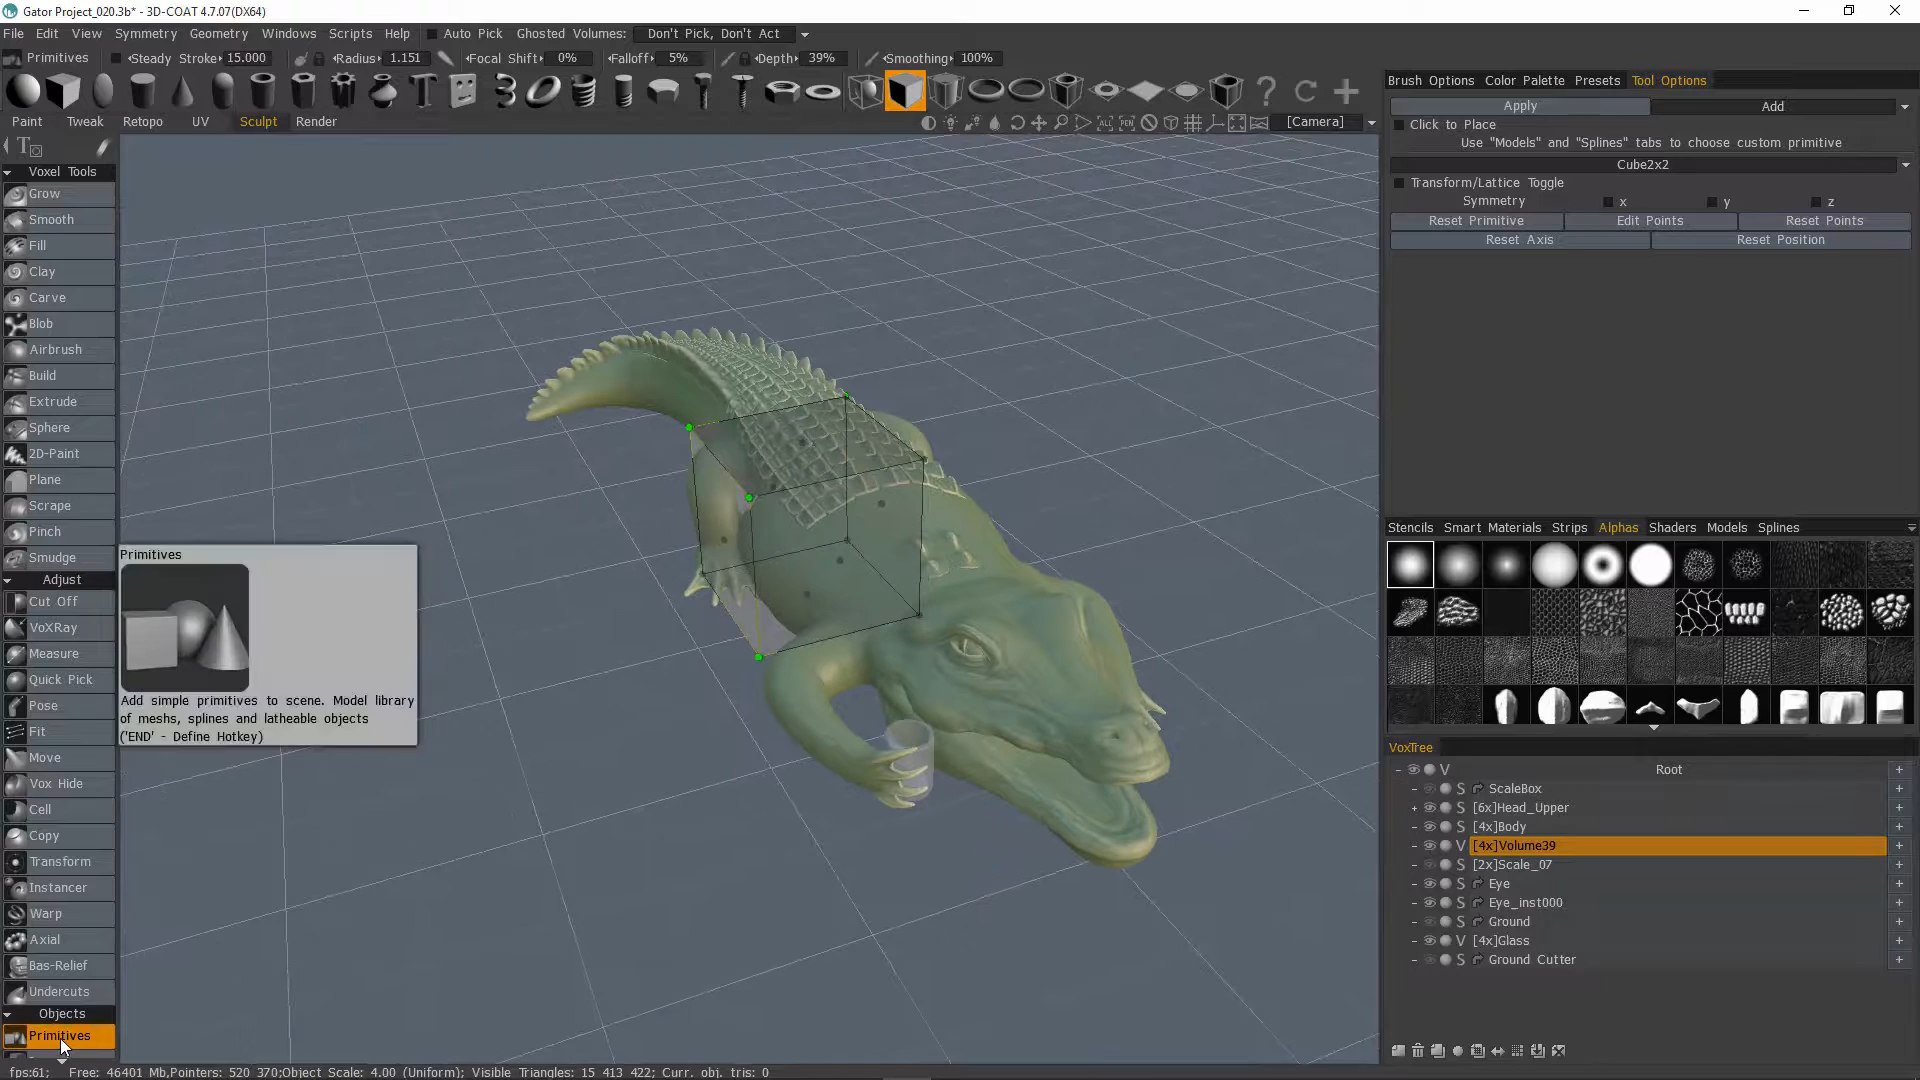 Gator Project_020.3b* - 3D-COAT 4.7.07(DX64)
File Edit View Symmetry Geometry Windows Scripts Help Auto Pick Ghosted Volumes: Don't Pick, Don't Act
Primitives Steady Stroke 15.000 Radius 1.151 Focal Shift 0% Falloff 5% Depth 39% Smoothing 100%
Paint Tweak Retopo UV Sculpt Render
[Camera]
Voxel Tools
Grow
Smooth
Fill
Clay
Carve
Blob
Airbrush
Build
Extrude
Sphere
2D-Paint
Plane
Scrape
Pinch
Smudge
Adjust
Cut Off
VoXRay
Measure
Quick Pick
Pose
Fit
Move
Vox Hide
Cell
Copy
Transform
Instancer
Warp
Axial
Bas-Relief
Undercuts
Objects
Primitives
Primitives
Add simple primitives to scene. Model library
of meshs, splines and latheable objects
('END' - Define Hotkey)
Brush Options Color Palette Presets Tool Options
Apply Add
Click to Place
Use "Models" and "Splines" tabs to choose custom primitive
Cube2x2
Transform/Lattice Toggle
Symmetry x y z
Reset Primitive Edit Points Reset Points
Reset Axis Reset Position
Stencils Smart Materials Strips Alphas Shaders Models Splines
VoxTree
V Root
S ScaleBox
S [6x]Head_Upper
S [4x]Body
V [4x]Volume39
S [2x]Scale_07
S Eye
S Eye_inst000
S Ground
V [4x]Glass
S Ground Cutter
fps:61; Free: 46401 Mb,Pointers: 520 370;Object Scale: 4.00 (Uniform); Visible Triangles: 15 413 422; Curr. obj. tris: 0